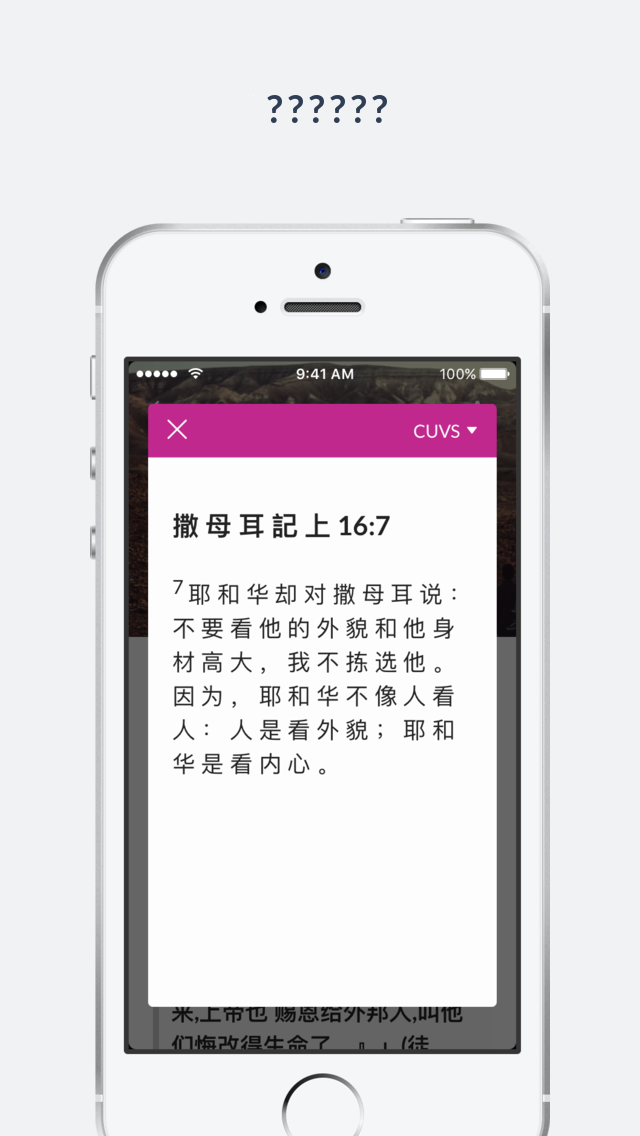 ??????
9:41 AM
100%
CUVS
撒母耳記上 16:7
7耶和华却对撒母耳说：
不要看他的外貌和他身
材高大，我不拣选他。
因为，耶和华不像人看
人：人是看外貌；耶和
华是看内心。
来,上帝也 赐恩给外邦人,叫他
们悔改得生命了 。』」(徒